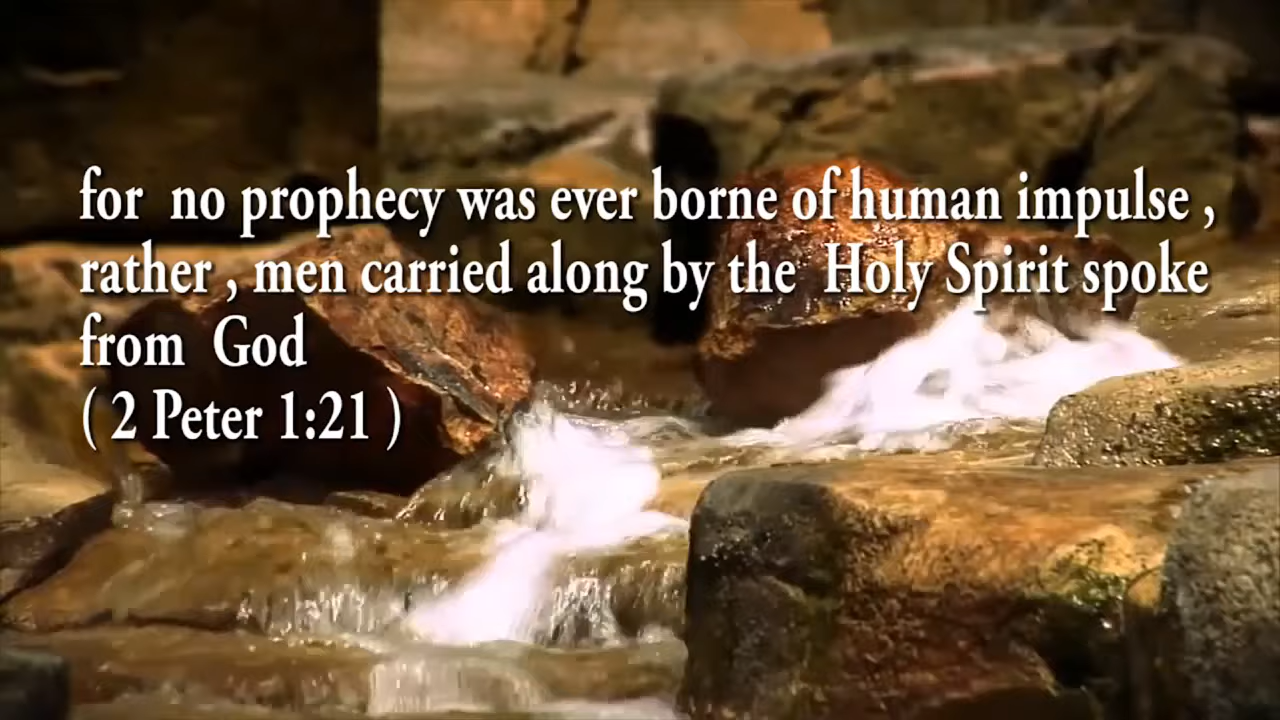 for no prophecy was ever borne of human impulse ,
rather , men carried along by the Holy Spirit spoke
from God
( 2 Peter 1:21 )